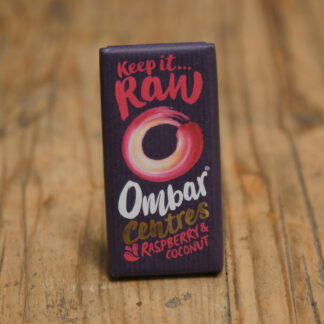 Keep it...
Raw
Ombar®
Centres
RASPBERRY &
COCONUT